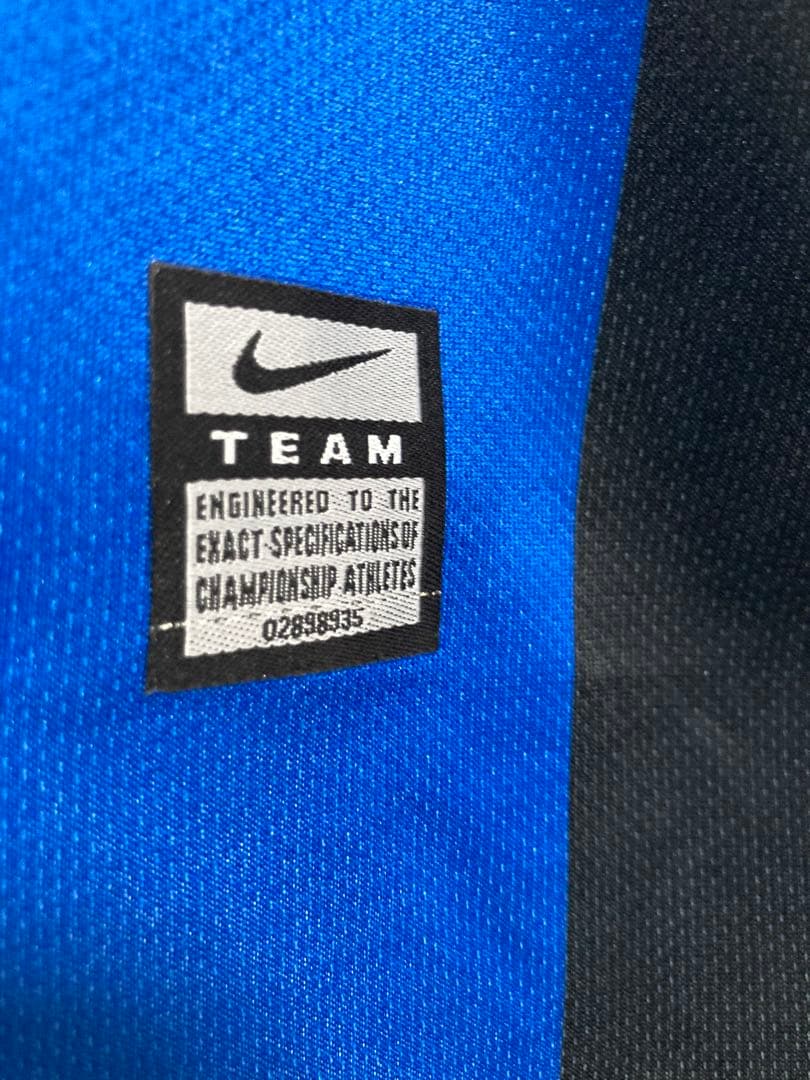 TEAM
ENGINEERED TO THE
EXACT SPECIFICATIONS OF
CHAMPIONSHIP ATHLETES
02898935